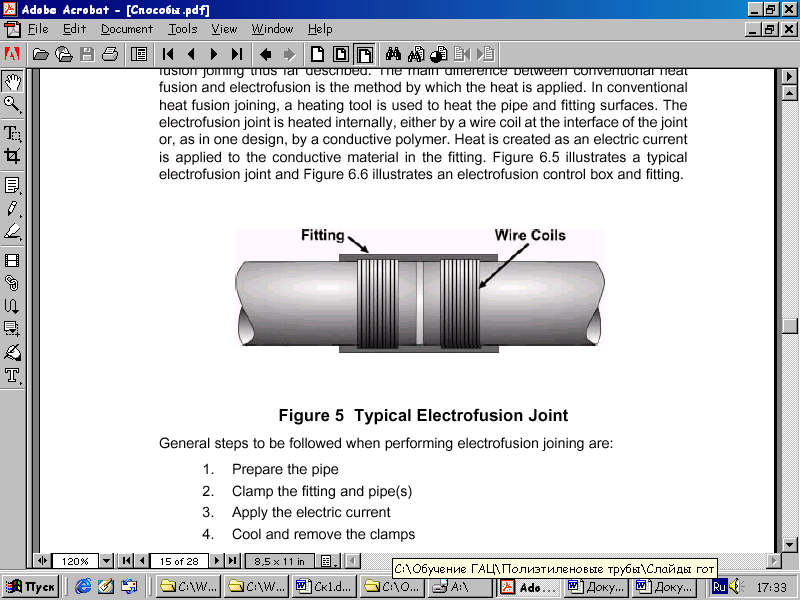 Adobe Acrobat - [Способы.pdf]
File Edit Document Tools View Window Help
fusion joining thus far described. The main difference between conventional heat
fusion and electrofusion is the method by which the heat is applied. In conventional
heat fusion joining, a heating tool is used to heat the pipe and fitting surfaces. The
electrofusion joint is heated internally, either by a wire coil at the interface of the joint
or, as in one design, by a conductive polymer. Heat is created as an electric current
is applied to the conductive material in the fitting. Figure 6.5 illustrates a typical
electrofusion joint and Figure 6.6 illustrates an electrofusion control box and fitting.
Fitting
Wire Coils
Figure 5 Typical Electrofusion Joint
General steps to be followed when performing electrofusion joining are:
1. Prepare the pipe
2. Clamp the fitting and pipe(s)
3. Apply the electric current
4. Cool and remove the clamps
120% 15 of 28 8,5 x 11 in
C:\Обучение ГАЦ\Полиэтиленовые трубы\Слайды гот
Пуск C:\W... C:\W... Ск1.d... C:\О... A:\ Ado... Доку... Доку... Ru 17:33